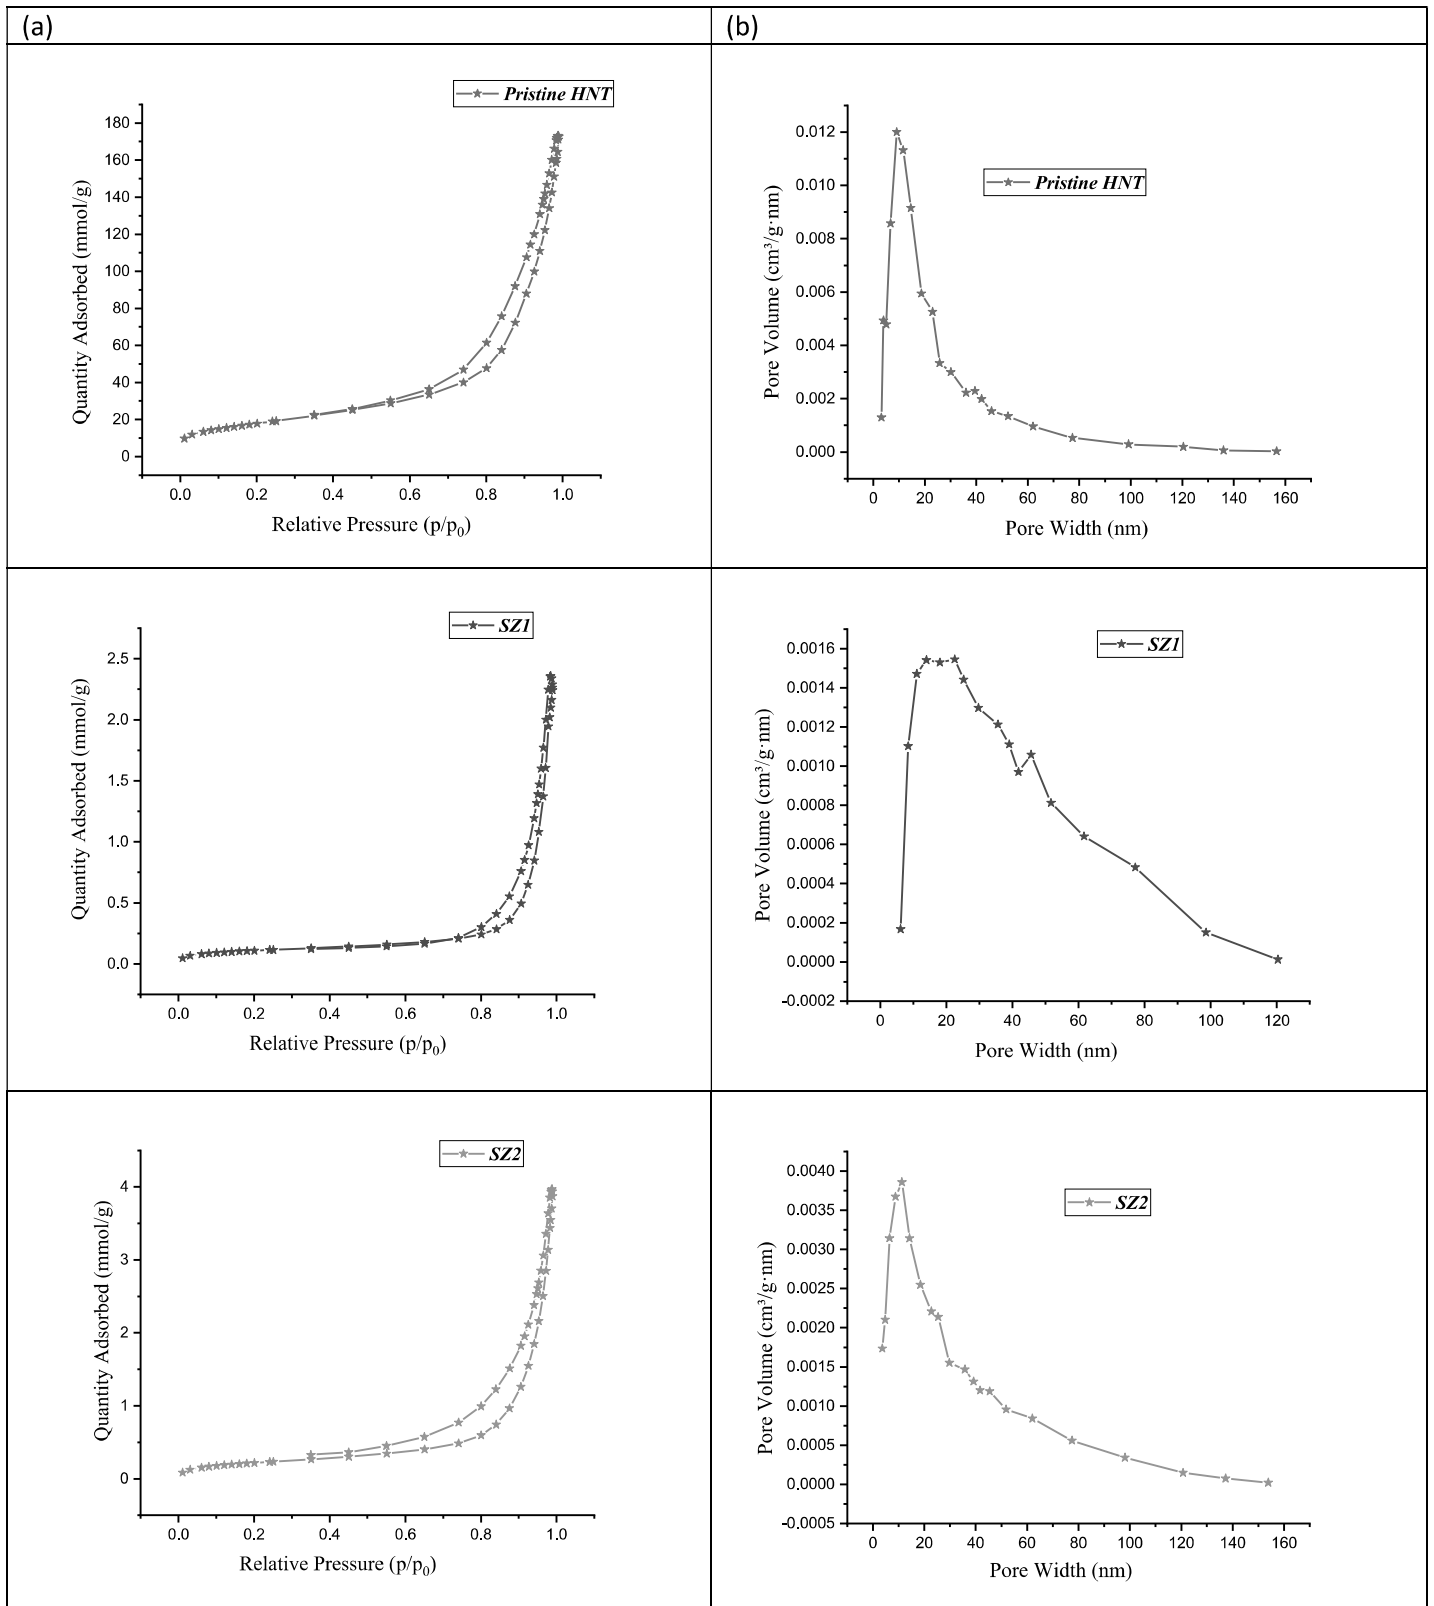 (a)
(b)
Pristine HNT
180
160
140
120
100
80
60
40
20
0
Quantity Adsorbed (mmol/g)
0.0 0.2 0.4 0.6 0.8 1.0
Relative Pressure (p/p₀)
Pristine HNT
0.012
0.010
0.008
0.006
0.004
0.002
0.000
Pore Volume (cm³/g·nm)
0 20 40 60 80 100 120 140 160
Pore Width (nm)
SZ1
2.5
2.0
1.5
1.0
0.5
0.0
Quantity Adsorbed (mmol/g)
0.0 0.2 0.4 0.6 0.8 1.0
Relative Pressure (p/p₀)
SZ1
0.0016
0.0014
0.0012
0.0010
0.0008
0.0006
0.0004
0.0002
0.0000
-0.0002
Pore Volume (cm³/g·nm)
0 20 40 60 80 100 120
Pore Width (nm)
SZ2
4
3
2
1
0
Quantity Adsorbed (mmol/g)
0.0 0.2 0.4 0.6 0.8 1.0
Relative Pressure (p/p₀)
SZ2
0.0040
0.0035
0.0030
0.0025
0.0020
0.0015
0.0010
0.0005
0.0000
-0.0005
Pore Volume (cm³/g·nm)
0 20 40 60 80 100 120 140 160
Pore Width (nm)